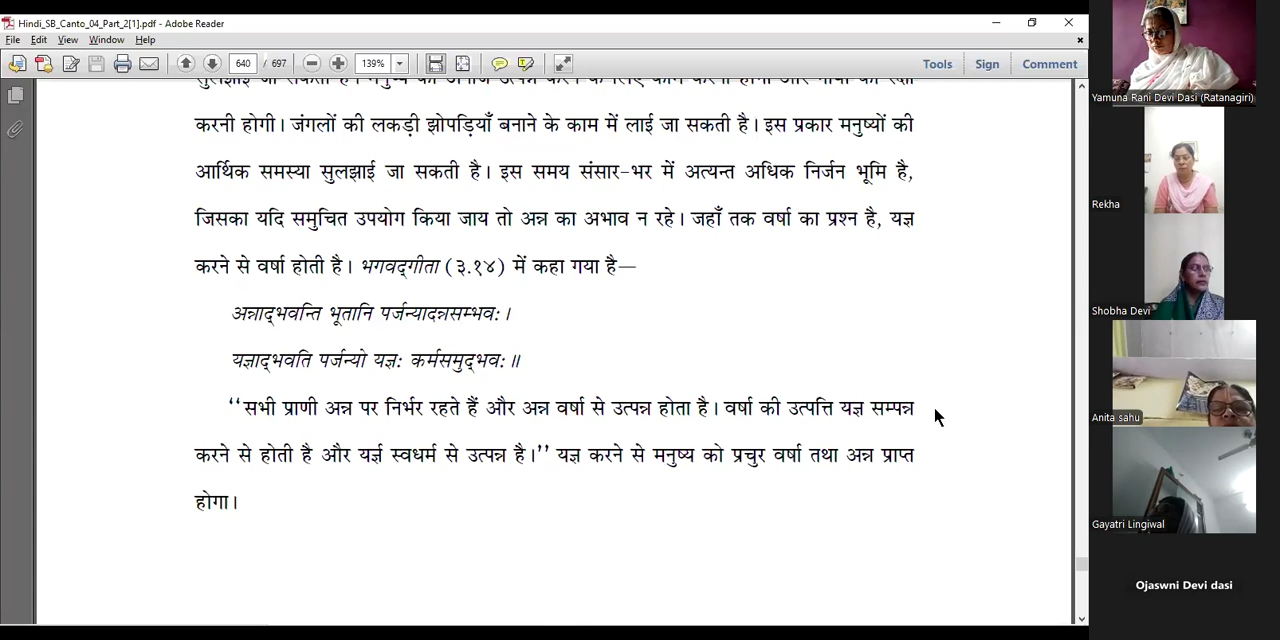 Hindi_SB_Canto_04_Part_2[1].pdf - Adobe Reader
File Edit View Window Help
640 / 697 139% Tools Sign Comment
करनी होगी। जंगलों की लकड़ी झोपड़ियाँ बनाने के काम में लाई जा सकती है। इस प्रकार मनुष्यों की
आर्थिक समस्या सुलझाई जा सकती है। इस समय संसार-भर में अत्यन्त अधिक निर्जन भूमि है,
जिसका यदि समुचित उपयोग किया जाय तो अन्न का अभाव न रहे। जहाँ तक वर्षा का प्रश्न है, यज्ञ
करने से वर्षा होती है। भगवद्गीता (३.१४) में कहा गया है—
अन्नाद्भवन्ति भूतानि पर्जन्यादन्नसम्भवः।
यज्ञाद्भवति पर्जन्यो यज्ञः कर्मसमुद्भवः॥
‘‘सभी प्राणी अन्न पर निर्भर रहते हैं और अन्न वर्षा से उत्पन्न होता है। वर्षा की उत्पत्ति यज्ञ सम्पन्न
करने से होती है और यर्ज्ञ स्वधर्म से उत्पन्न है।’’ यज्ञ करने से मनुष्य को प्रचुर वर्षा तथा अन्न प्राप्त
होगा।
Yamuna Rani Devi Dasi (Ratanagiri)
Rekha
Shobha Devi
Anita sahu
Gayatri Lingiwal
Ojaswni Devi dasi